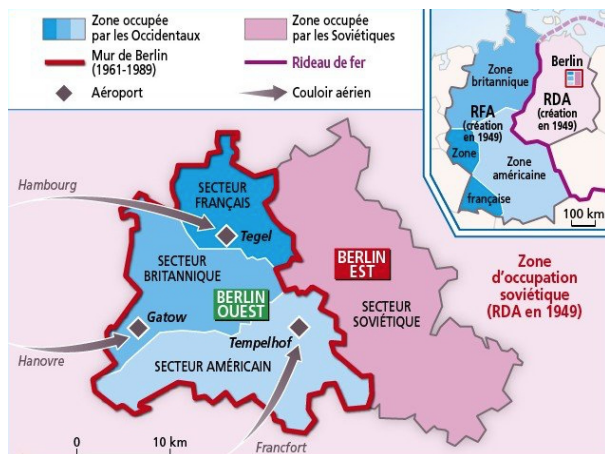 Zone occupée
par les Occidentaux
Zone occupée
par les Soviétiques
Mur de Berlin
(1961-1989)
Rideau de fer
Aéroport
Couloir aérien
Zone
britannique
Berlin
RFA
(création
en 1949)
RDA
(création
en 1949)
Zone
française
Zone
américaine
100 km
Hambourg
SECTEUR
FRANÇAIS
Tegel
SECTEUR
BRITANNIQUE
BERLIN
OUEST
BERLIN
EST
Gatow
Tempelhof
SECTEUR
SOVIÉTIQUE
Zone
d'occupation
soviétique
(RDA en 1949)
Hanovre
SECTEUR AMÉRICAIN
0 10 km
Francfort